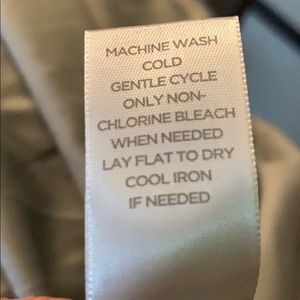 MACHINE WASH
COLD
GENTLE CYCLE
ONLY NON-
CHLORINE BLEACH
WHEN NEEDED
LAY FLAT TO DRY
COOL IRON
IF NEEDED